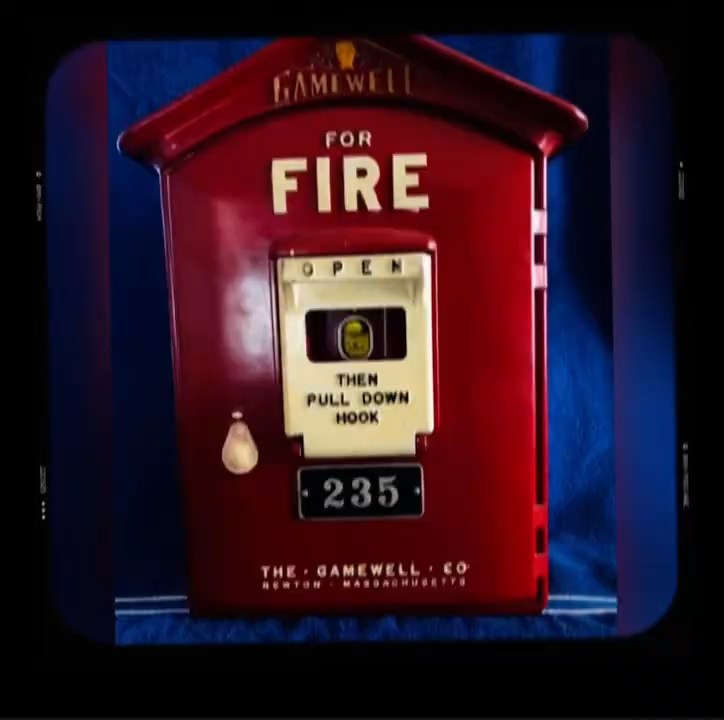 GAMEWELL
FOR
FIRE
OPEN
THEN
PULL DOWN
HOOK
235
THE · GAMEWELL · CO
NEWTON · MASSACHUSETTS